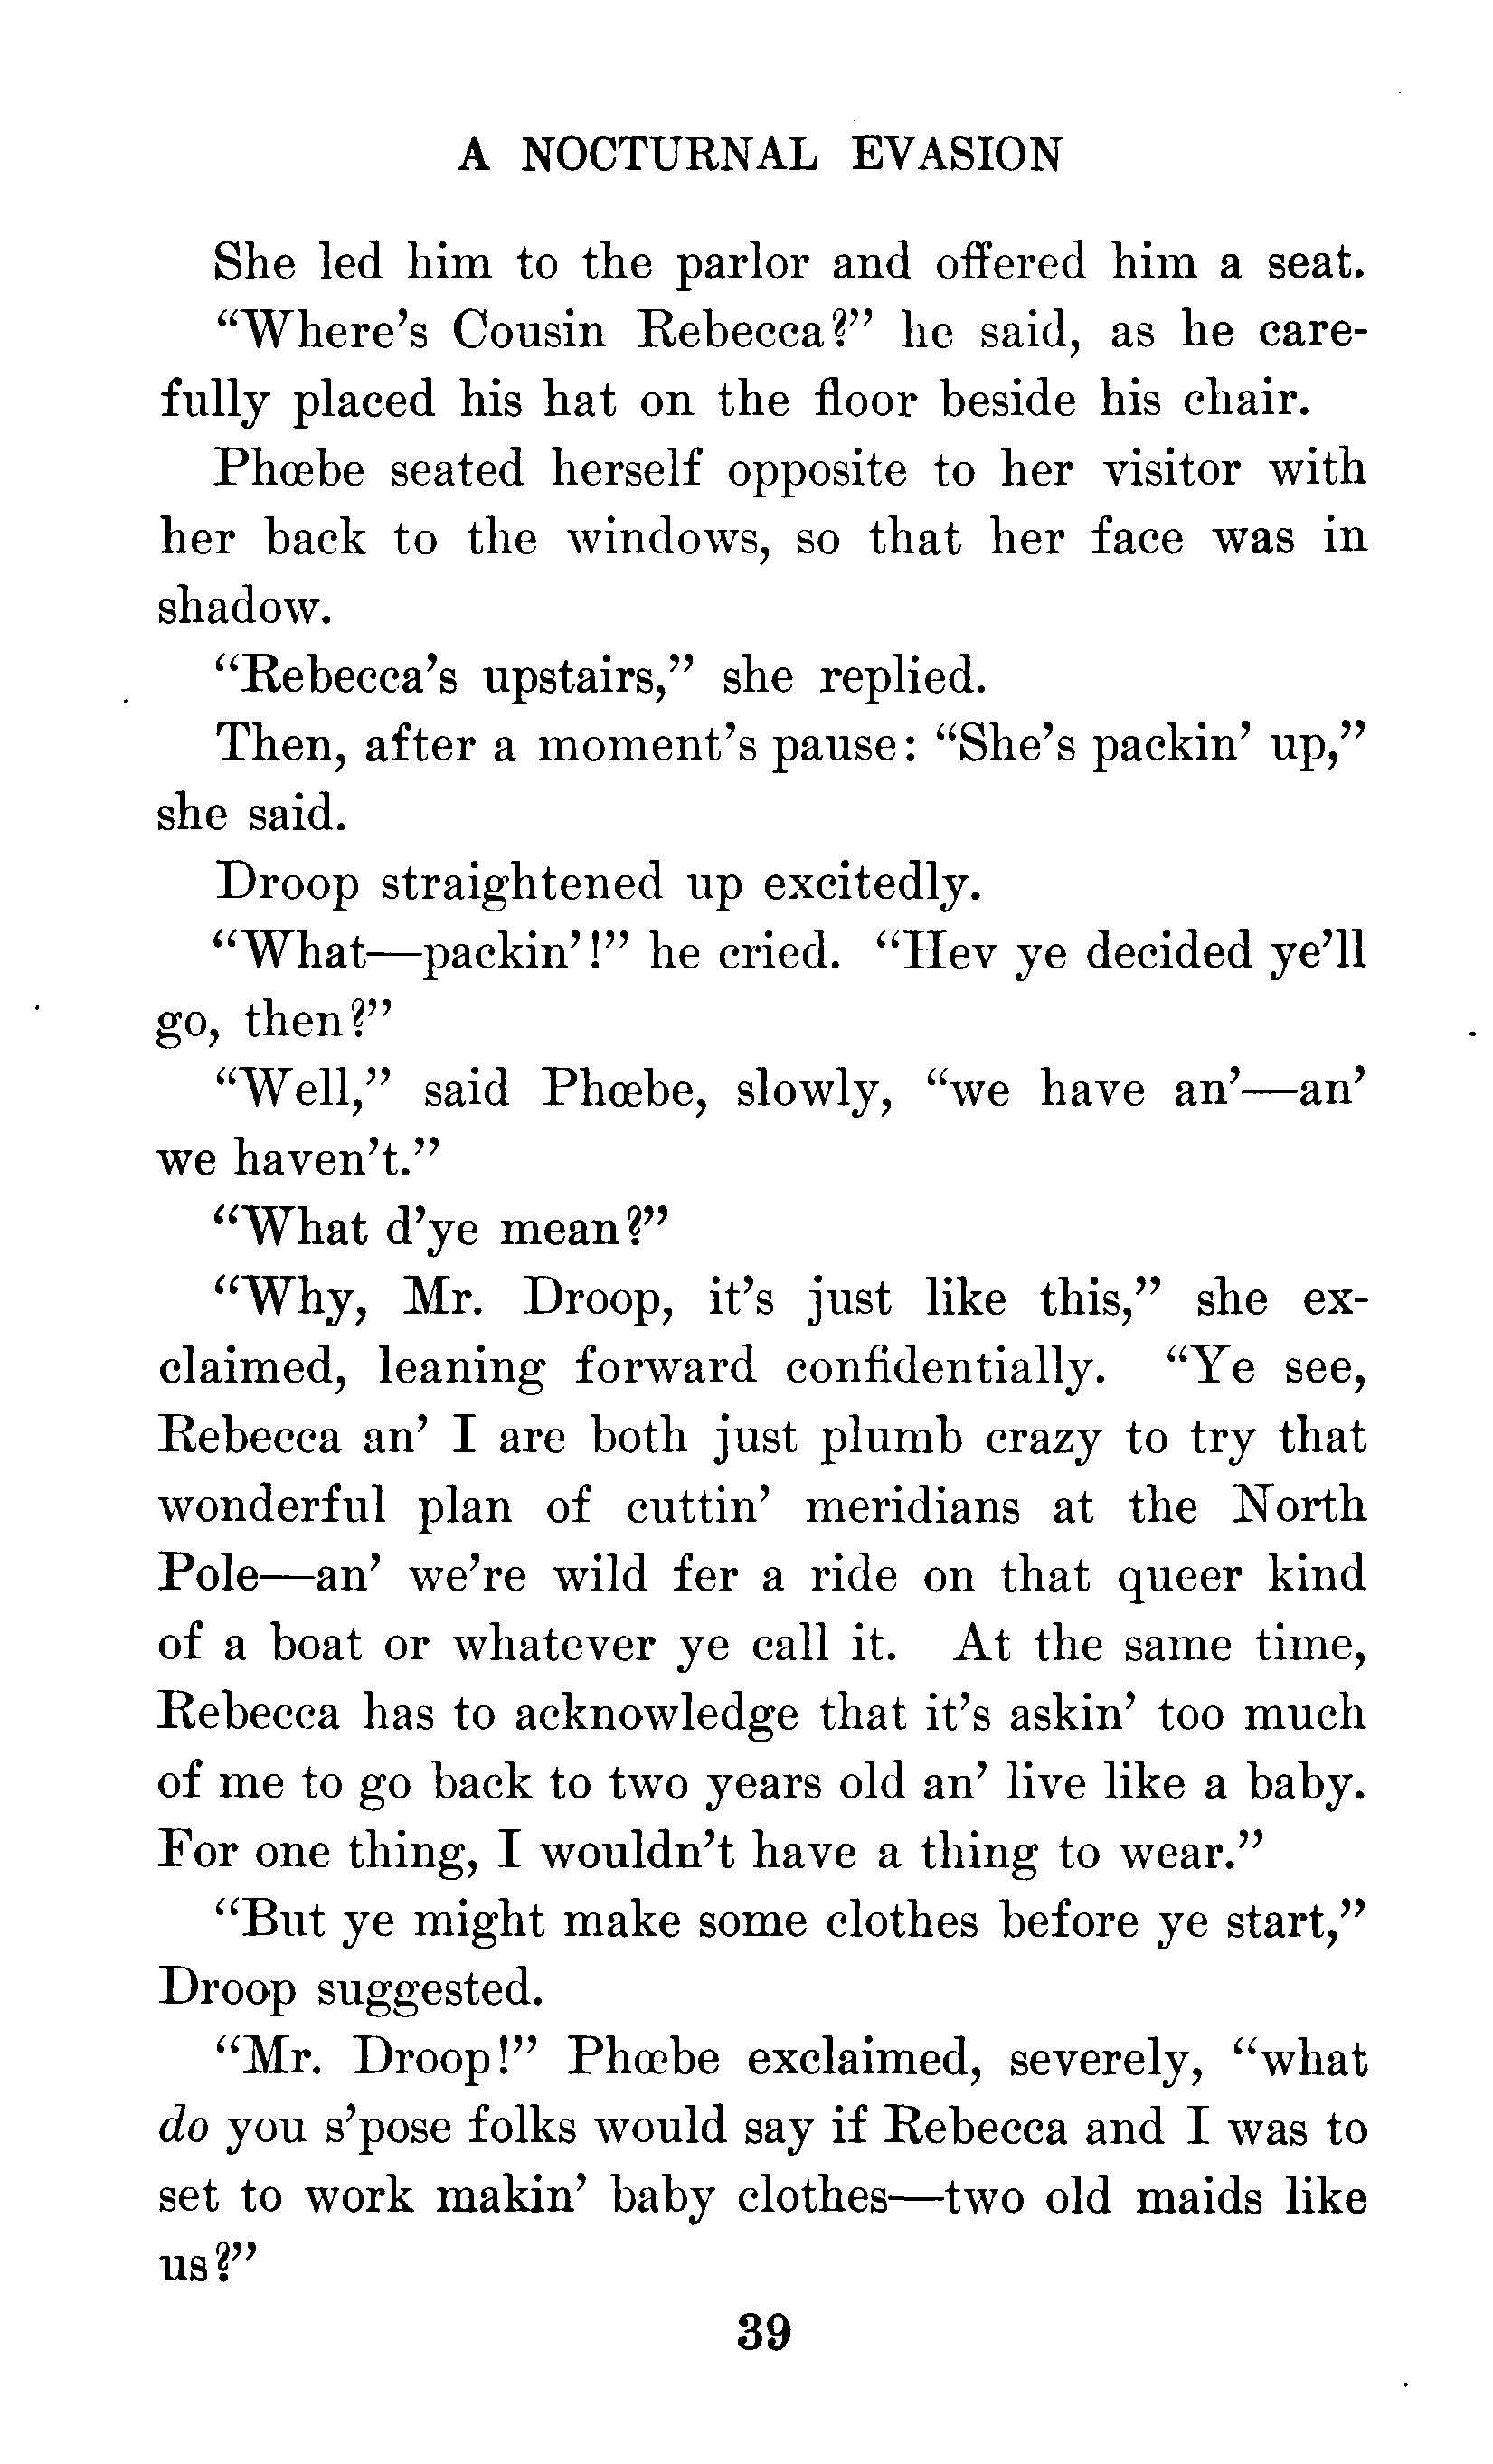 A NOCTURNAL EVASION
She led him to the parlor and offered him a seat.
“Where’s Cousin Rebecca?” he said, as he care-
fully placed his hat on the floor beside his chair.
Phœbe seated herself opposite to her visitor with
her back to the windows, so that her face was in
shadow.
“Rebecca’s upstairs,” she replied.
Then, after a moment’s pause: “She’s packin’ up,”
she said.
Droop straightened up excitedly.
“What—packin’!” he cried. “Hev ye decided ye’ll
go, then?”
“Well,” said Phœbe, slowly, “we have an’—an’
we haven’t.”
“What d’ye mean?”
“Why, Mr. Droop, it’s just like this,” she ex-
claimed, leaning forward confidentially. “Ye see,
Rebecca an’ I are both just plumb crazy to try that
wonderful plan of cuttin’ meridians at the North
Pole—an’ we’re wild fer a ride on that queer kind
of a boat or whatever ye call it. At the same time,
Rebecca has to acknowledge that it’s askin’ too much
of me to go back to two years old an’ live like a baby.
For one thing, I wouldn’t have a thing to wear.”
“But ye might make some clothes before ye start,”
Droop suggested.
“Mr. Droop!” Phœbe exclaimed, severely, “what
do you s’pose folks would say if Rebecca and I was to
set to work makin’ baby clothes—two old maids like
us?”
39